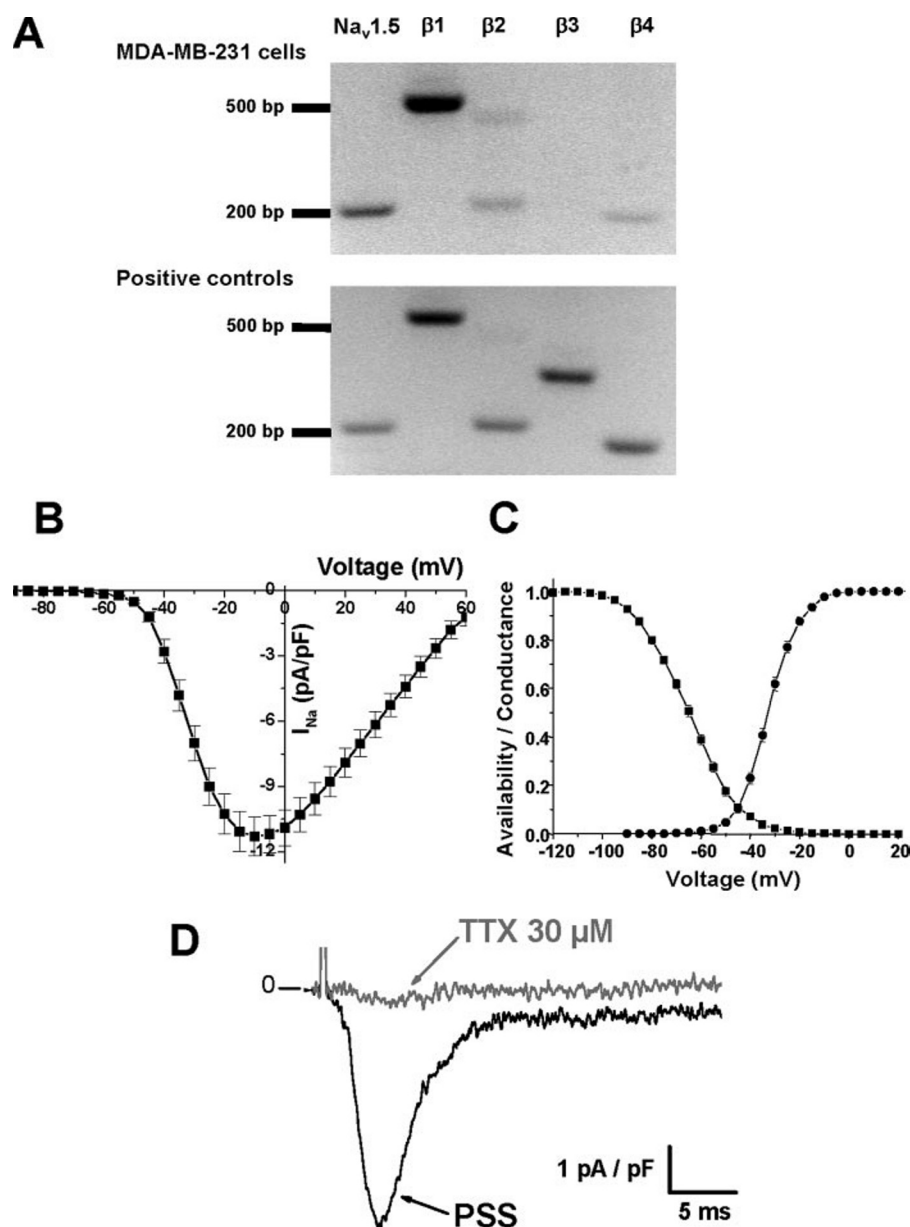 A
Nav1.5 β1 β2 β3 β4
MDA-MB-231 cells
500 bp
200 bp
Positive controls
500 bp
200 bp
B
Voltage (mV)
0
-80 -60 -40 -20 0 20 40 60
-3
-6
-9
-12
INa (pA/pF)
C
Availability / Conductance
1.0
0.8
0.6
0.4
0.2
0.0
-120 -100 -80 -60 -40 -20 0 20
Voltage (mV)
D
TTX 30 µM
0
PSS
1 pA / pF
5 ms